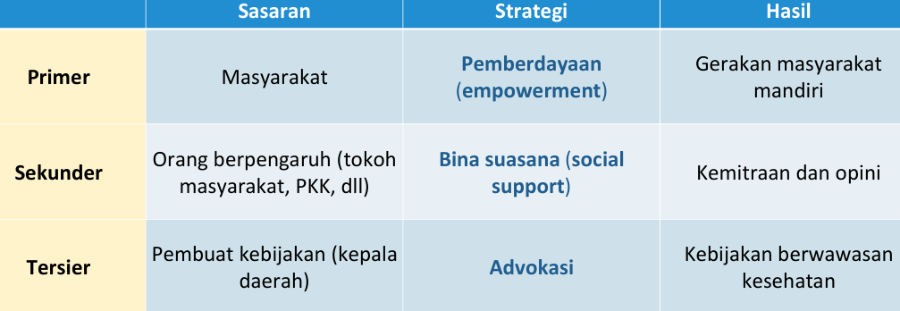 Sasaran Strategi Hasil
Primer
Masyarakat
Pemberdayaan
(empowerment)
Gerakan masyarakat
mandiri
Sekunder
Orang berpengaruh (tokoh
masyarakat, PKK, dll)
Bina suasana (social
support)
Kemitraan dan opini
Tersier
Pembuat kebijakan (kepala
daerah)
Advokasi
Kebijakan berwawasan
kesehatan